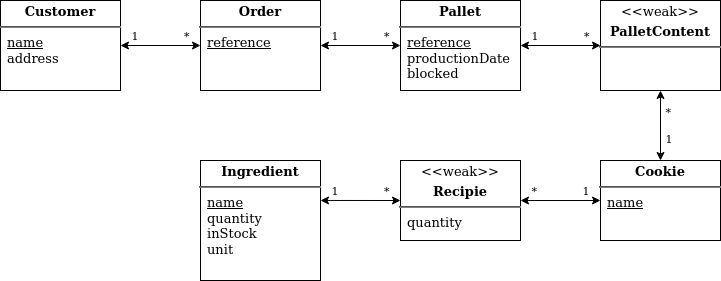 Customer
name
address
1
*
Order
reference
1
*
Pallet
reference
productionDate
blocked
1
*
<<weak>>
PalletContent
*
1
Ingredient
name
quantity
inStock
unit
1
*
<<weak>>
Recipie
quantity
*
1
Cookie
name